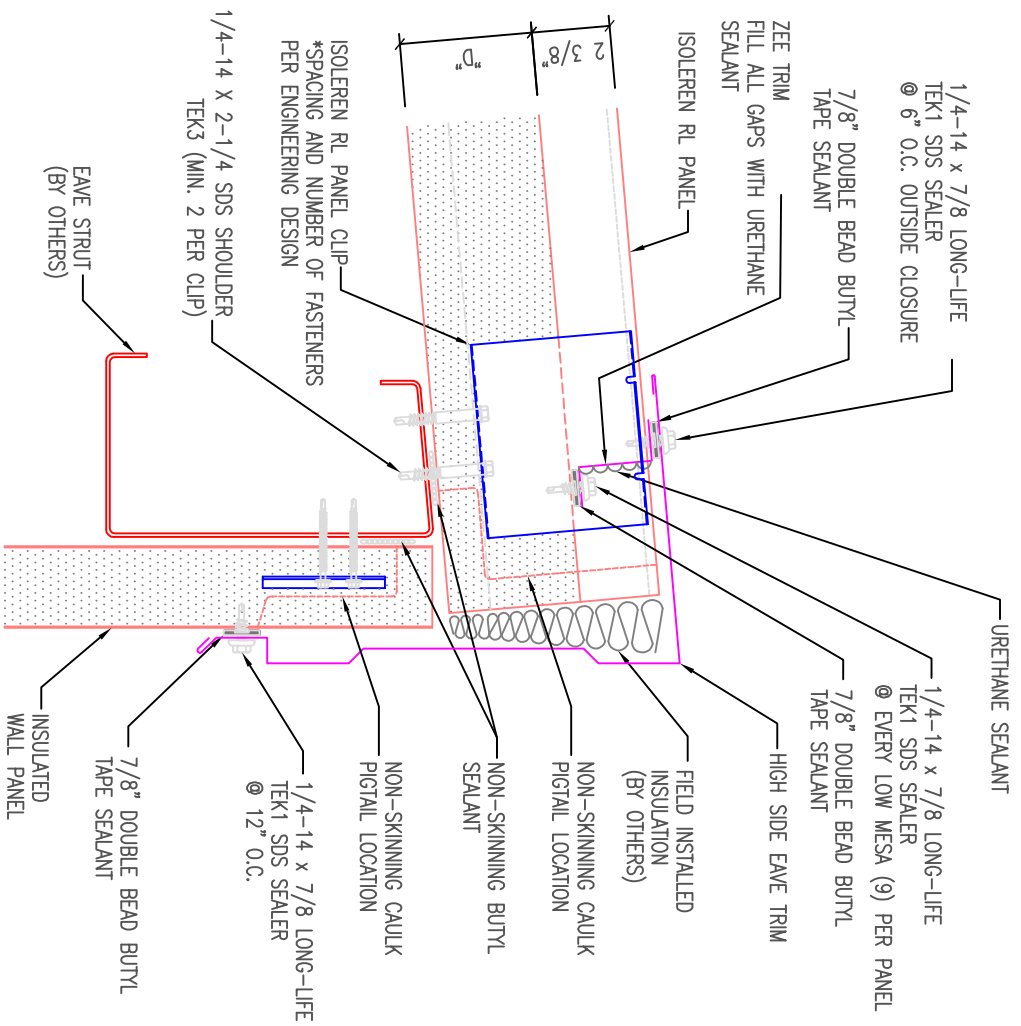 1/4-14 x 7/8 LONG-LIFE
TEK1 SDS SEALER
@ 6" O.C. OUTSIDE CLOSURE
7/8" DOUBLE BEAD BUTYL
TAPE SEALANT
ZEE TRIM
FILL ALL GAPS WITH URETHANE
SEALANT
ISOLEREN RL PANEL
2 3/8"
"D"
ISOLEREN RL PANEL CLIP
*SPACING AND NUMBER OF FASTENERS
PER ENGINEERING DESIGN
1/4-14 X 2-1/4 SDS SHOULDER
TEK3 (MIN. 2 PER CLIP)
EAVE STRUT
(BY OTHERS)
URETHANE SEALANT
1/4-14 x 7/8 LONG-LIFE
TEK1 SDS SEALER
@ EVERY LOW MESA (9) PER PANEL
7/8" DOUBLE BEAD BUTYL
TAPE SEALANT
HIGH SIDE EAVE TRIM
FIELD INSTALLED
INSULATION
(BY OTHERS)
NON-SKINNING CAULK
PIGTAIL LOCATION
NON-SKINNING BUTYL
SEALANT
NON-SKINNING CAULK
PIGTAIL LOCATION
1/4-14 x 7/8 LONG-LIFE
TEK1 SDS SEALER
@ 12" O.C.
7/8" DOUBLE BEAD BUTYL
TAPE SEALANT
INSULATED
WALL PANEL